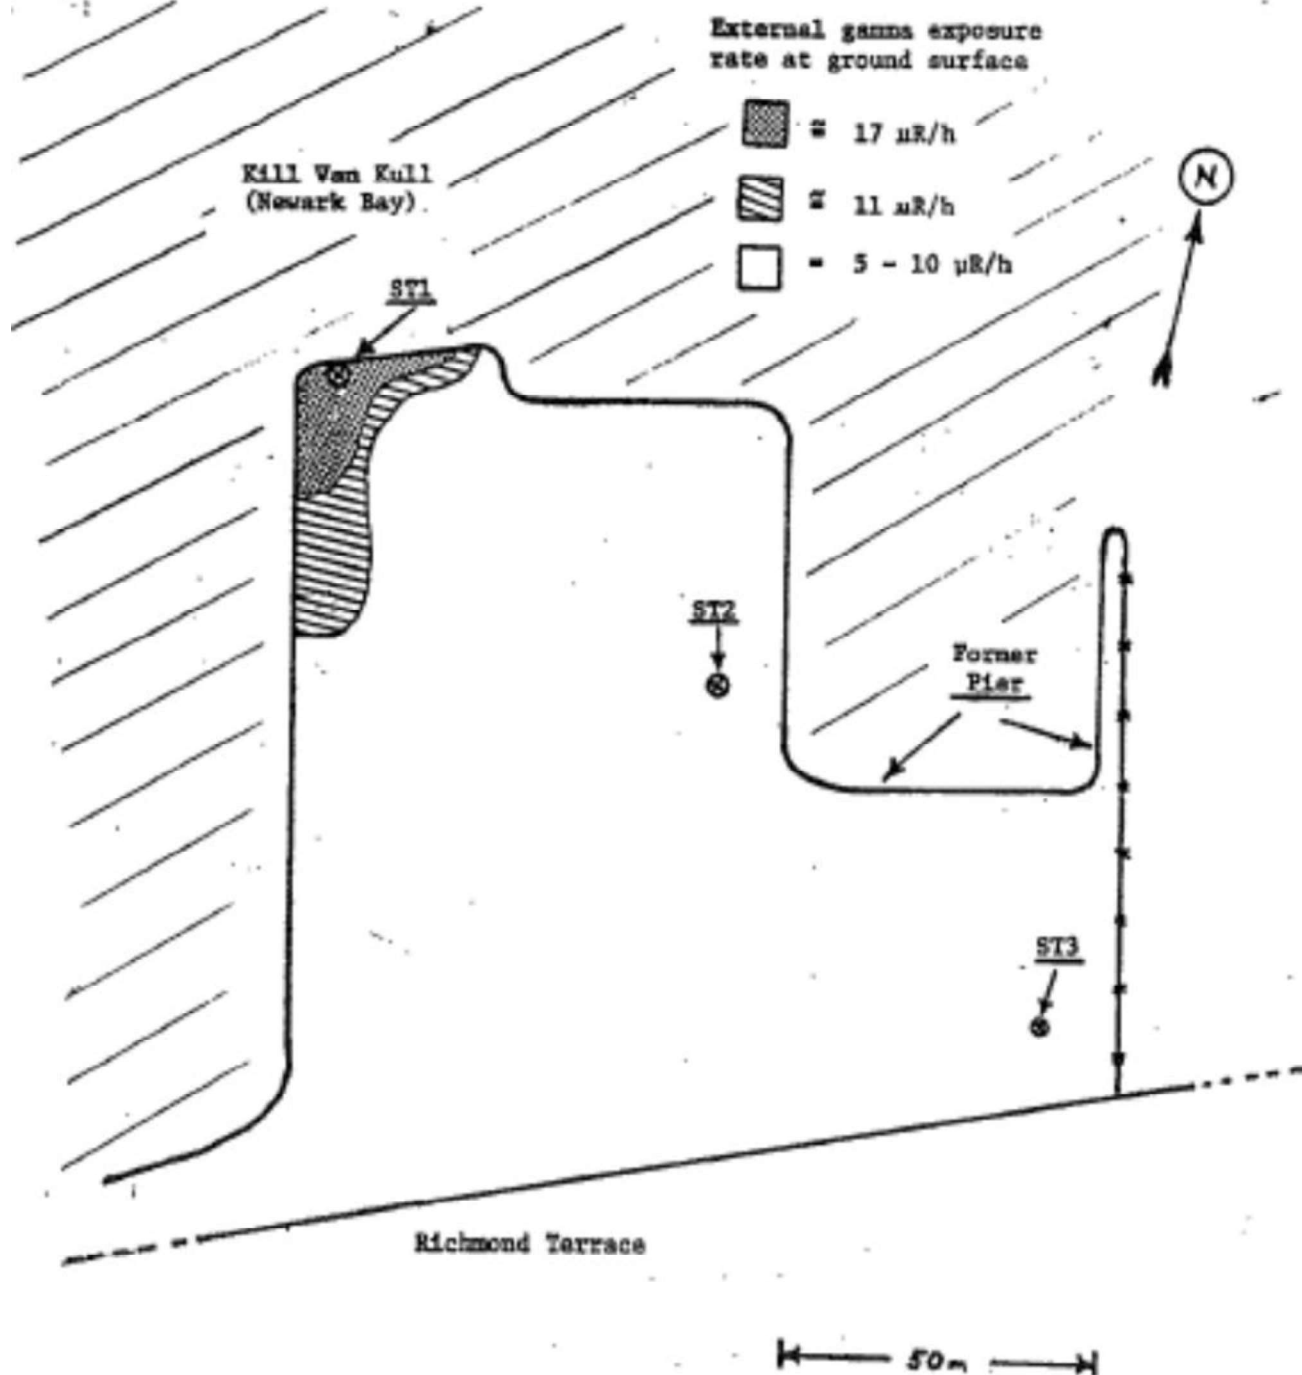 External gamma exposure
rate at ground surface
≅ 17 µR/h
≅ 11 µR/h
= 5 - 10 µR/h
Kill Van Kull
(Newark Bay)
N
ST1
ST2
Former
Pier
ST3
Richmond Terrace
50m